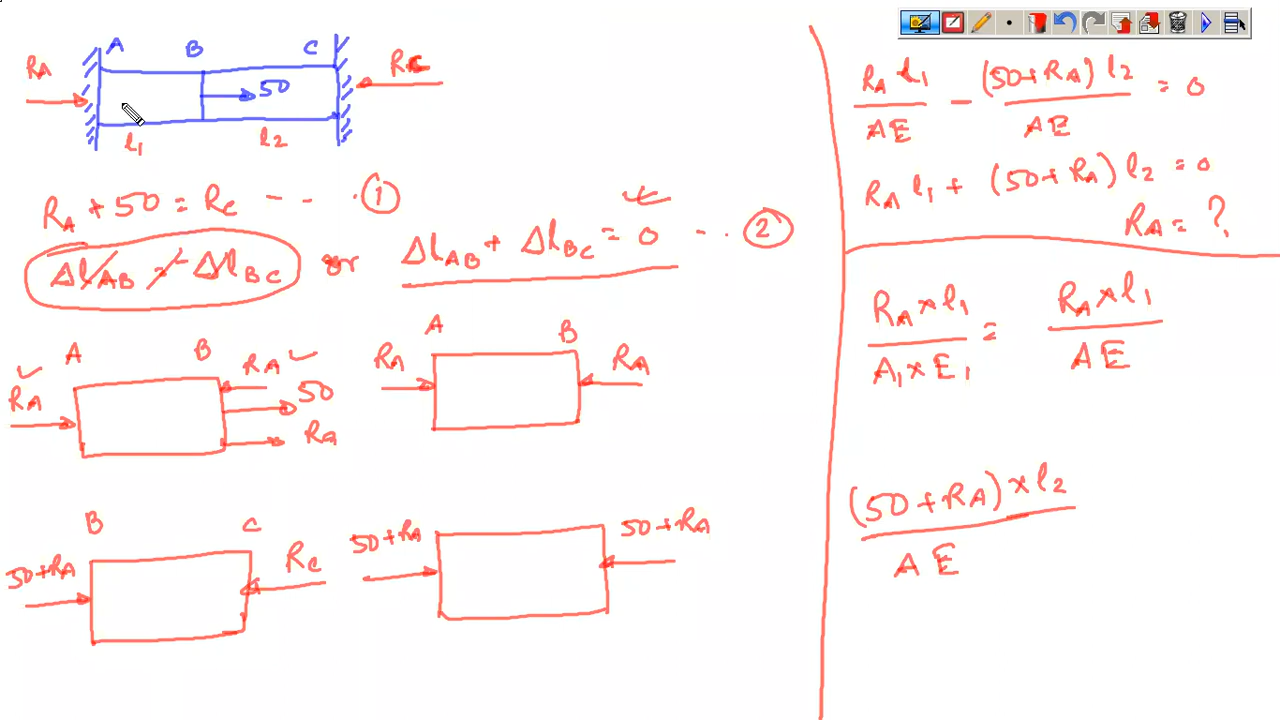 A B C
RA 50 RC
l₁ l₂
RA + 50 = RC -- · ①
ΔlAB = -ΔlBC or ΔlAB + ΔlBC = 0 -·· ②
A B
RA RA
50
RA
A B
RA RA
B C
50+RA RC
50+RA 50+RA
RA l₁ / AE - (50+RA) l₂ / AE = 0
RA l₁ + (50+RA) l₂ = 0
RA = ?
RA × l₁ / A₁ × E₁ = RA × l₁ / AE
(50+RA) × l₂ / AE